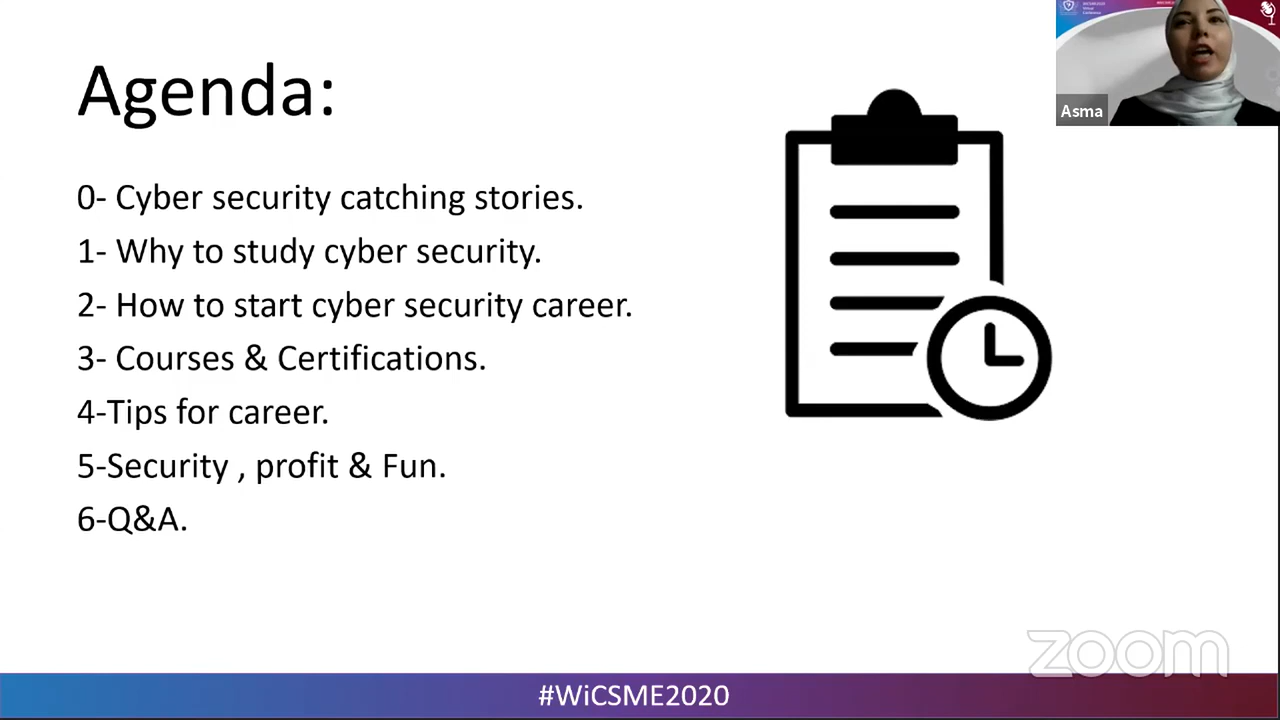 Agenda:
0- Cyber security catching stories.
1- Why to study cyber security.
2- How to start cyber security career.
3- Courses & Certifications.
4-Tips for career.
5-Security , profit & Fun.
6-Q&A.
Asma
zoom
#WiCSME2020